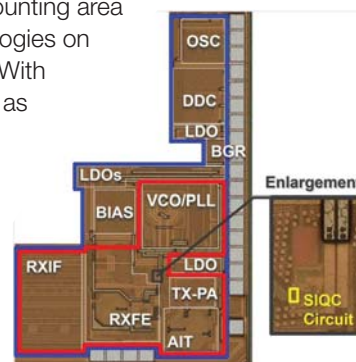 ounting area
ologies on
With
as
OSC
DDC
LDO
BGR
LDOs
BIAS
VCO/PLL
Enlargement
RXIF
LDO
TX-PA
RXFE
AIT
SIQC
Circuit